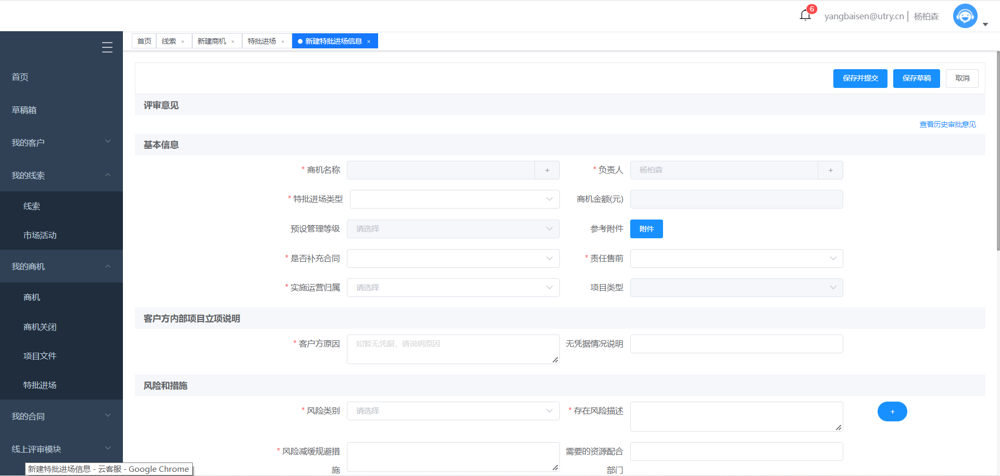 6
yangbaisen@utry.cn 杨柏森
首页 线索 × 新建商机 × 特批进场 × 新建特批进场信息 ×
首页
草稿箱
我的客户
我的线索
线索
市场活动
我的商机
商机
商机关闭
项目文件
特批进场
我的合同
线上评审模块
保存并提交 保存草稿 取消
评审意见
查看历史审批意见
基本信息
* 商机名称 + * 负责人 杨柏森 +
* 特批进场类型 商机金额(元)
预设管理等级 请选择 参考附件 附件
* 是否补充合同 * 责任售前
* 实施运营归属 请选择 项目类型
客户方内部项目立项说明
* 客户方原因 如暂无凭据，请说明原因 无凭据情况说明
风险和措施
* 风险类别 请选择 * 存在风险描述 +
* 风险减缓规避措 需要的资源配合
施 部门
新建特批进场信息 - 云客服 - Google Chrome